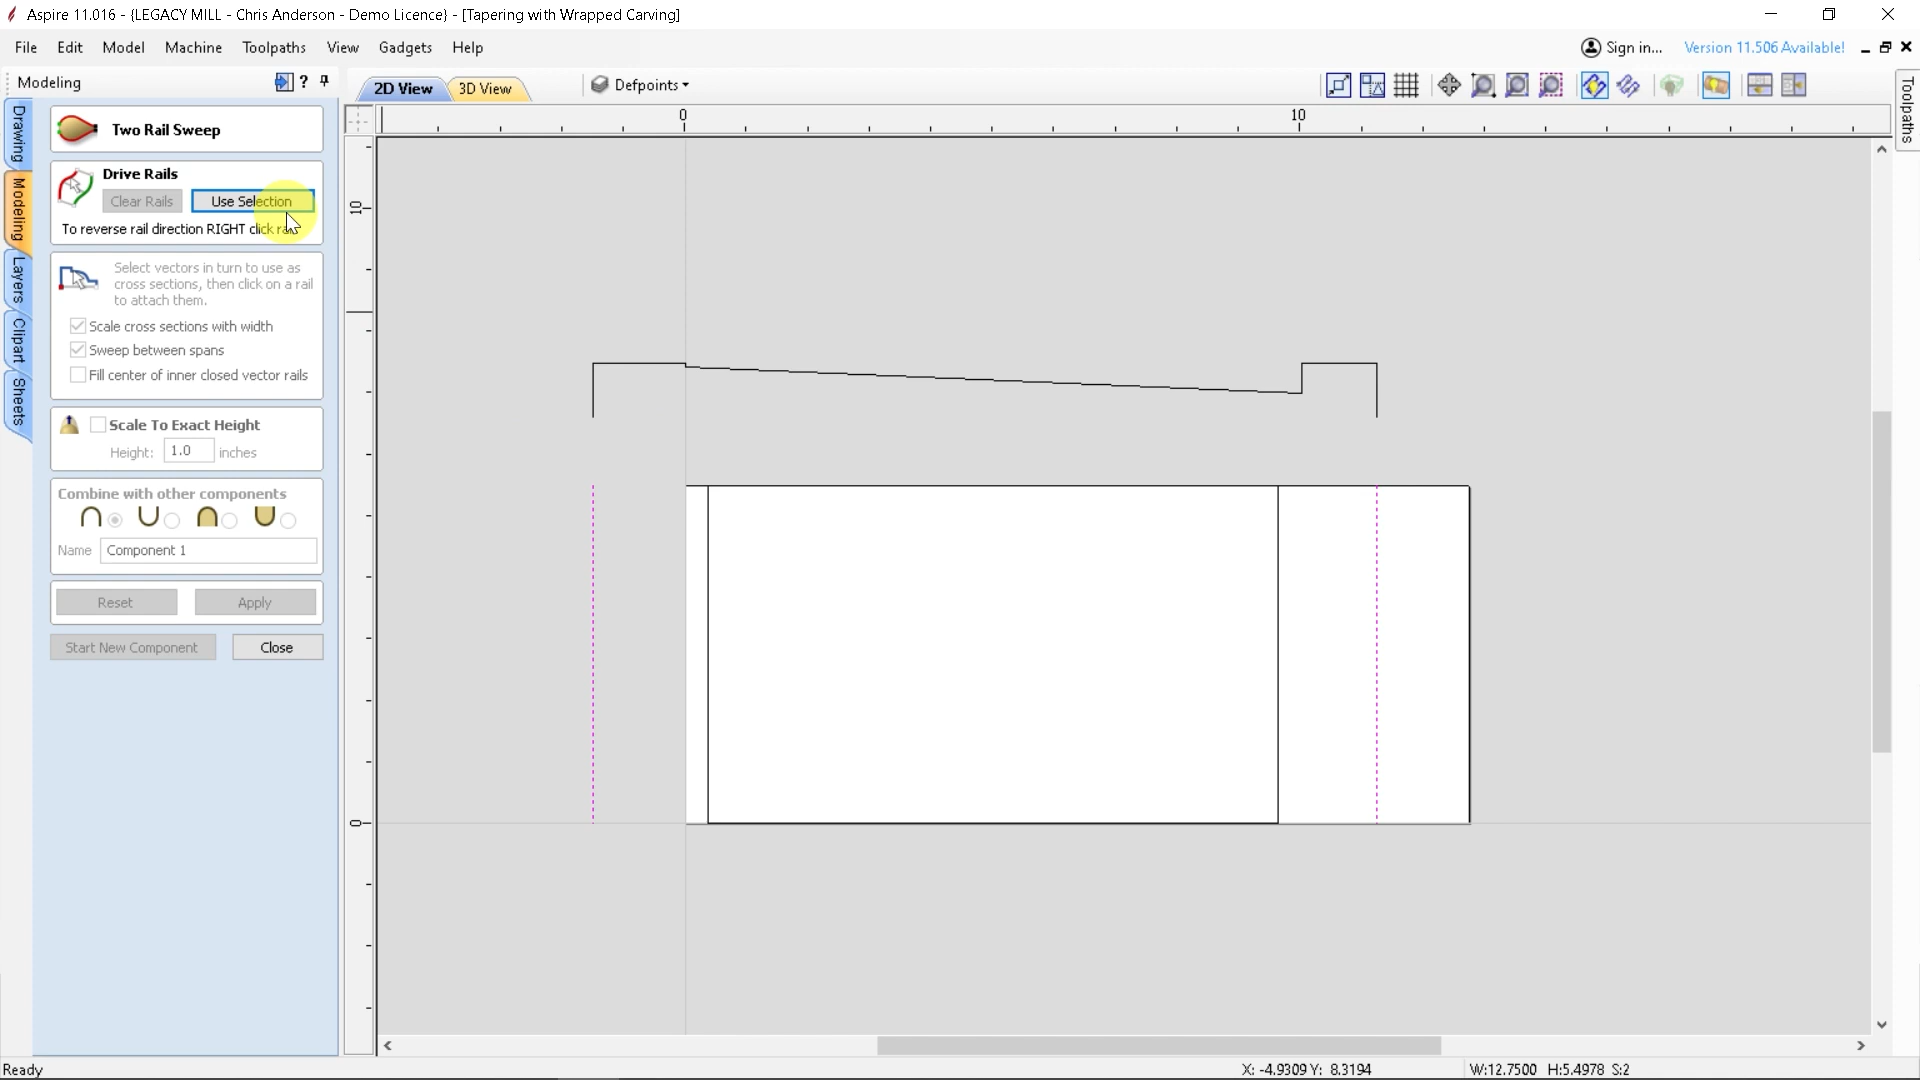 Aspire 11.016 - {LEGACY MILL - Chris Anderson - Demo Licence} - [Tapering with Wrapped Carving]
File Edit Model Machine Toolpaths View Gadgets Help
Sign in... Version 11.506 Available!
Modeling
2D View 3D View Defpoints
Toolpaths
Drawing
Modeling
Layers
Clipart
Sheets
Two Rail Sweep
Drive Rails
Clear Rails Use Selection
To reverse rail direction RIGHT click
Select vectors in turn to use as
cross sections, then click on a rail
to attach them.
Scale cross sections with width
Sweep between spans
Fill center of inner closed vector rails
Scale To Exact Height
Height: 1.0 inches
Combine with other components
Name Component 1
Reset Apply
Start New Component Close
0 10
10
0
Ready
X: -4.9309 Y: 8.3194
W:12.7500 H:5.4978 S:2